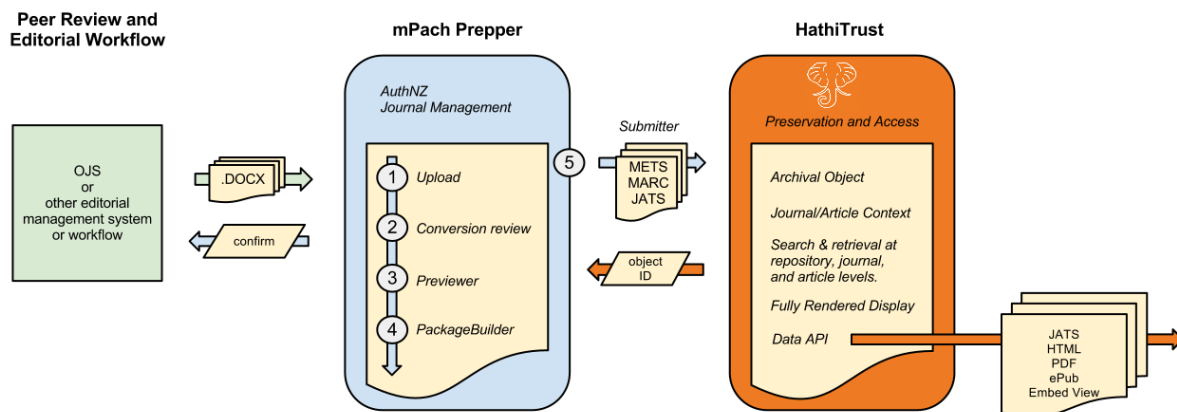 Peer Review and
Editorial Workflow
mPach Prepper
HathiTrust
AuthNZ
Journal Management
Submitter
Preservation and Access
OJS
or
other editorial
management system
or workflow
.DOCX
confirm
1 Upload
2 Conversion review
3 Previewer
4 PackageBuilder
5
METS
MARC
JATS
object
ID
Archival Object
Journal/Article Context
Search & retrieval at
repository, journal,
and article levels.
Fully Rendered Display
Data API
JATS
HTML
PDF
ePub
Embed View